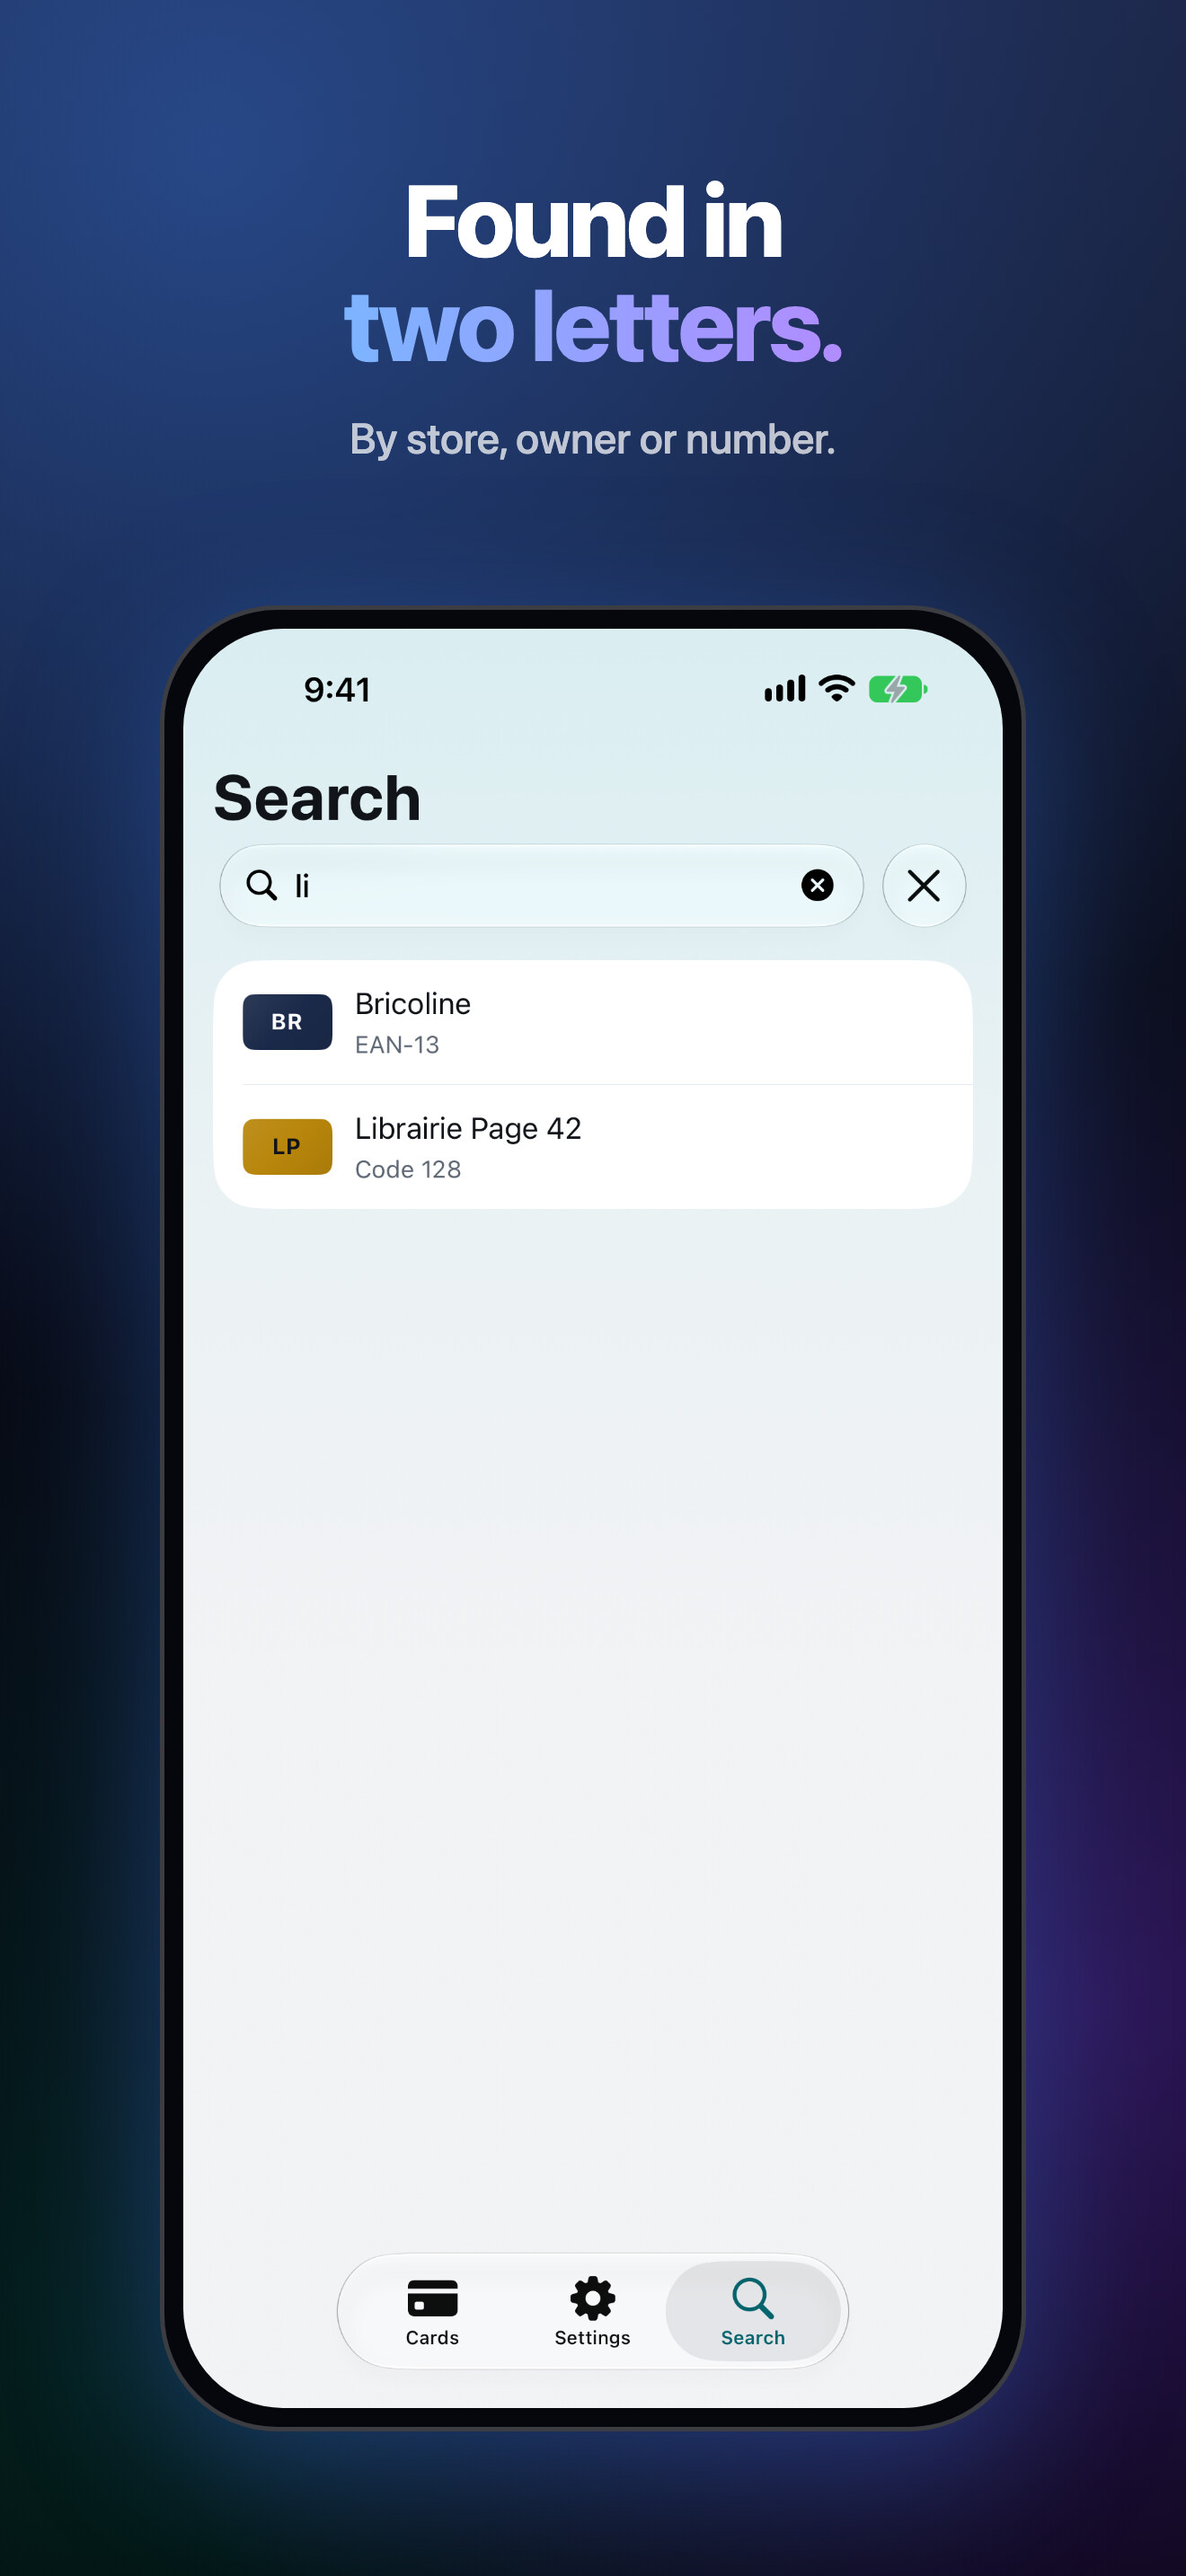 Found in
two letters.
By store, owner or number.
9:41
Search
li
BR
Bricoline
EAN-13
LP
Librairie Page 42
Code 128
Cards
Settings
Search